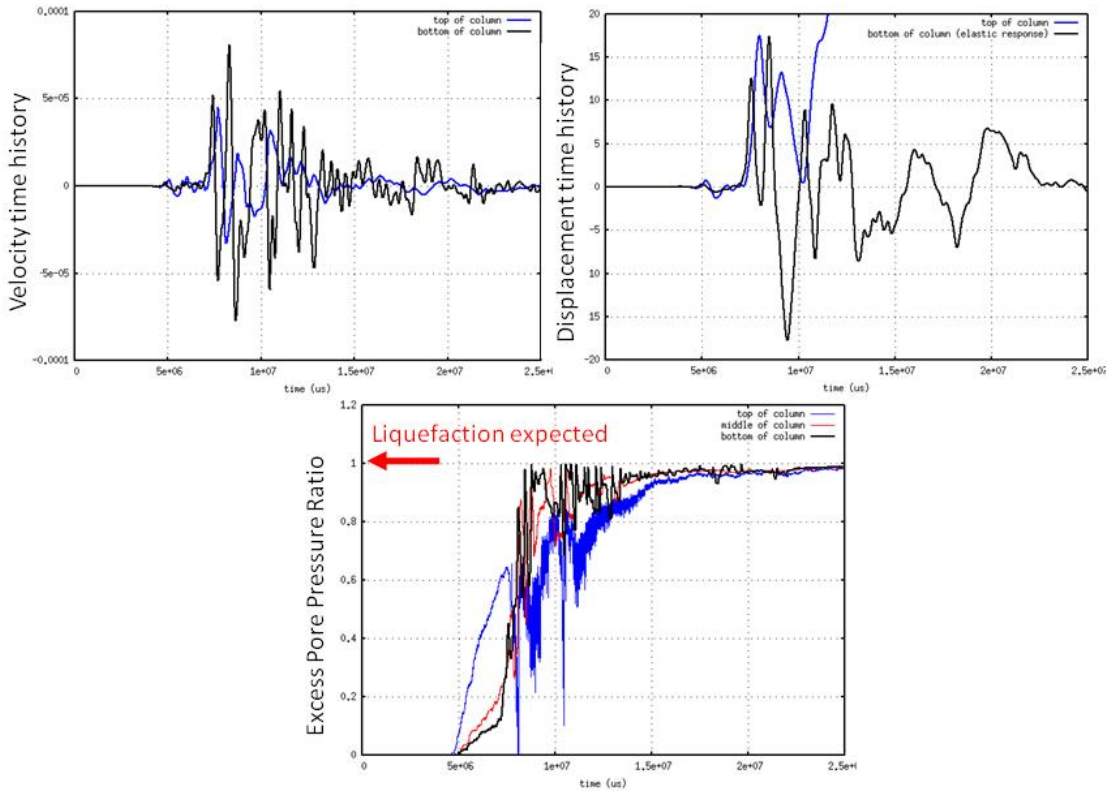 Velocity time history
0.0001
5e-05
0
5e-05
-0.0001
top of column
bottom of column
0 5e+06 1e+07 1.5e+07 2e+07 2.5e+
time (us)
Displacement time history
20
15
10
5
0
-5
10
15
-20
top of column
bottom of column (elastic response)
0 5e+06 1e+07 1.5e+07 2e+07 2.5e+0
time (us)
Excess Pore Pressure Ratio
1.2
1
0.8
0.6
0.4
0.2
0
top of column
middle of column
bottom of column
Liquefaction expected
0 5e+06 1e+07 1.5e+07 2e+07 2.5e+
time (us)